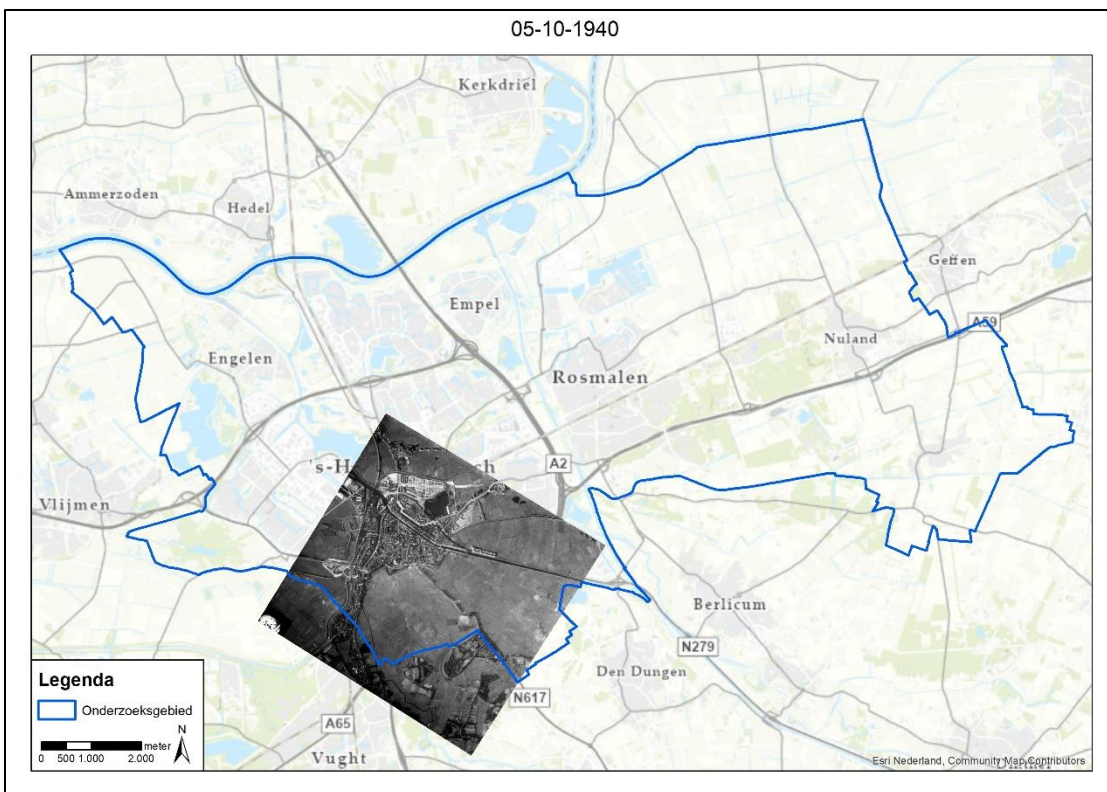 05-10-1940
Kerkdriel
Ammerzoden
Hedel
Geffen
Empel
A59
Nuland
Engelen
Rosmalen
's-H ch
A2
Vlijmen
Berlicum
N279
Den Dungen
N617
Legenda
Onderzoeksgebied
N
meter
0 500 1.000 2.000
A65
Vught
Esri Nederland, Community Map Contributors